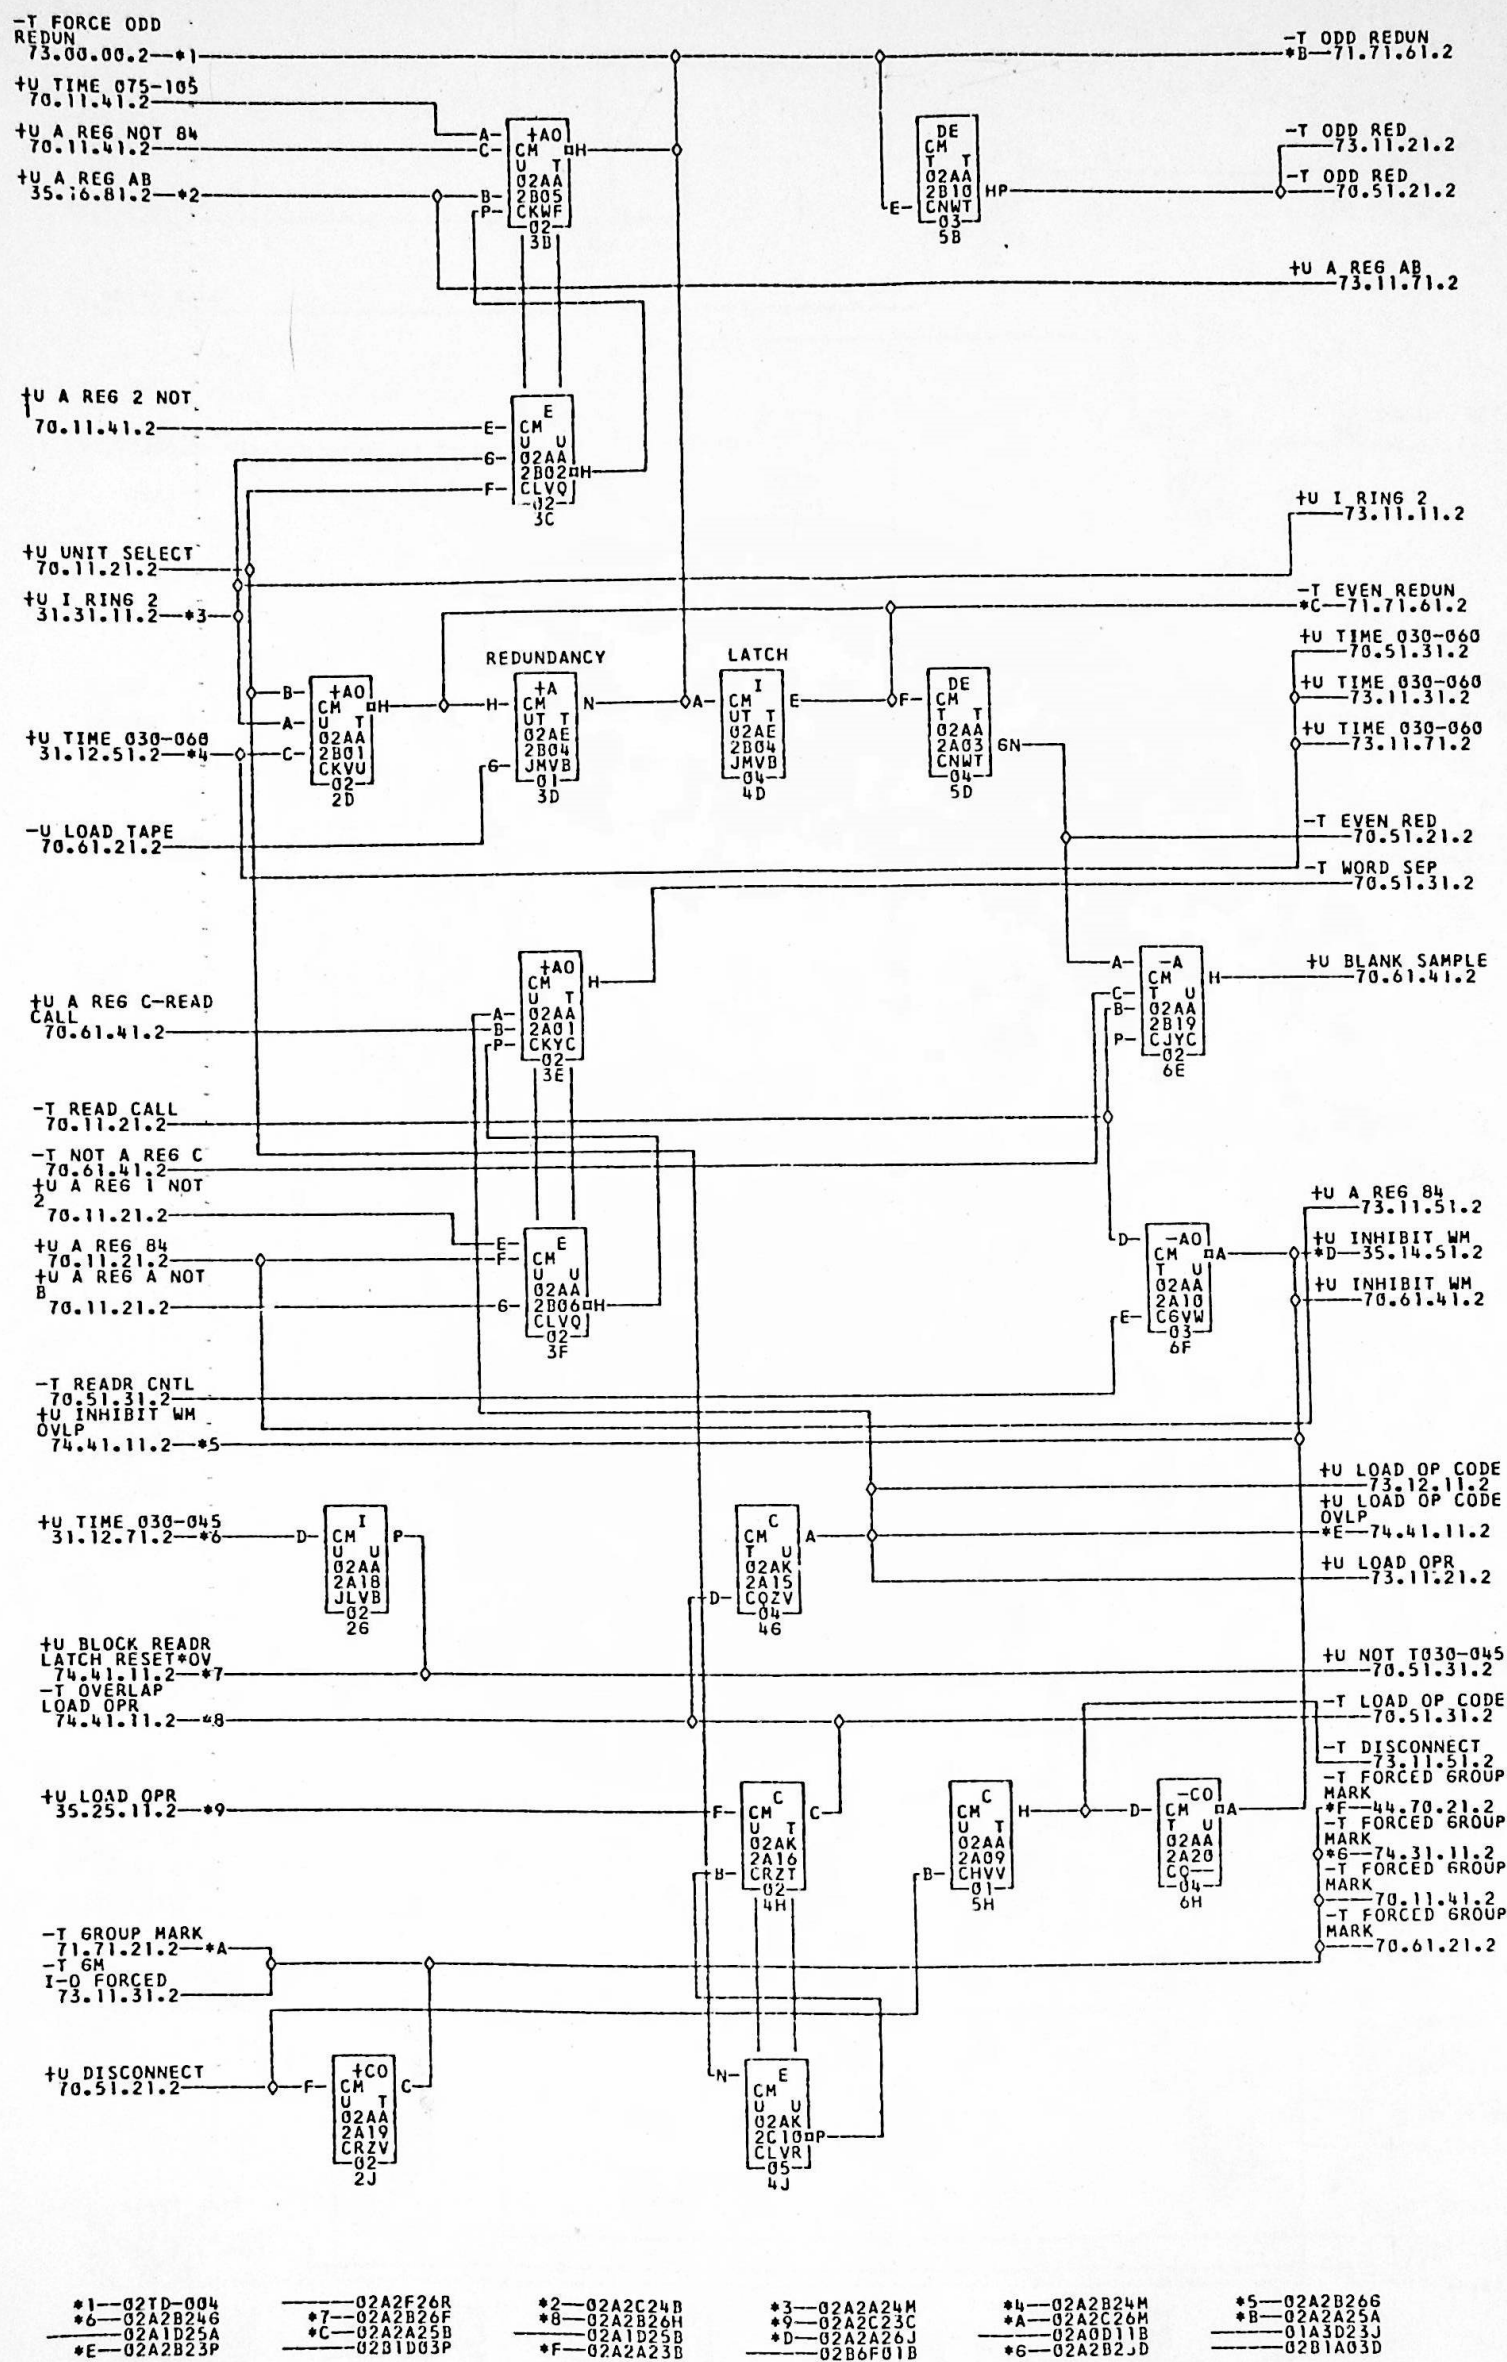 -T FORCE ODD
REDUN
73.00.00.2—*1
+U TIME 075-105
70.11.41.2
+U A REG NOT 84
70.11.41.2
+U A REG AB
35.16.81.2—*2
-T ODD REDUN
*B—71.71.61.2
-T ODD RED
73.11.21.2
-T ODD RED
70.51.21.2
+U A REG AB
73.11.71.2
A- +AO
C- CM ¤H
U T
02AA
B- 2B05
P- CKWF
02
3B
DE
CM
T T
02AA
2B10 HP
E- CNWT
03
5B
+U A REG 2 NOT
1
70.11.41.2
E
E- CM
U U
G- 02AA
2B02¤H
F- CLVQ
02
3C
+U UNIT SELECT
70.11.21.2
+U I RING 2
31.31.11.2—*3
+U I RING 2
73.11.11.2
-T EVEN REDUN
*C—71.71.61.2
+U TIME 030-060
70.51.31.2
+U TIME 030-060
73.11.31.2
+U TIME 030-060
73.11.71.2
REDUNDANCY
LATCH
B- +AO
CM ¤H
A- U T
02AA
C- 2B01
CKVU
02
2D
+A
H- CM N
UT T
02AE
2B04
G- JMVB
01
3D
I
A- CM E
UT T
02AE
2B04
JMVB
04
4D
DE
F- CM
T T
02AA
2A03 GN
CNWT
04
5D
+U TIME 030-060
31.12.51.2—*4
-U LOAD TAPE
70.61.21.2
-T EVEN RED
70.51.21.2
-T WORD SEP
70.51.31.2
+AO
CM H
U T
A- 02AA
B- 2A01
P- CKYC
02
3E
A- -A
CM H
C- T U
B- 02AA
2B19
P- CJYC
02
6E
+U BLANK SAMPLE
70.61.41.2
+U A REG C-READ
CALL
70.61.41.2
-T READ CALL
70.11.21.2
-T NOT A REG C
70.61.41.2
+U A REG 1 NOT
2
70.11.21.2
+U A REG 84
70.11.21.2
+U A REG A NOT
B
70.11.21.2
E- E
F- CM
U U
02AA
G- 2B06¤H
CLVQ
02
3F
D- -AO
CM ¤A
T U
02AA
2A10
E- CGVW
03
6F
+U A REG 84
73.11.51.2
+U INHIBIT WM
*D—35.14.51.2
+U INHIBIT WM
70.61.41.2
-T READR CNTL
70.51.31.2
+U INHIBIT WM
OVLP
74.41.11.2—*5
+U LOAD OP CODE
73.12.11.2
+U LOAD OP CODE
OVLP
*E—74.41.11.2
+U LOAD OPR
73.11.21.2
+U TIME 030-045
31.12.71.2—*6
I
D- CM P
U U
02AA
2A18
JLVB
02
2G
C
CM A
T U
02AK
2A15
D- CQZV
04
4G
+U BLOCK READR
LATCH RESET*OV
74.41.11.2—*7
-T OVERLAP
LOAD OPR
74.41.11.2—*8
+U NOT T030-045
70.51.31.2
-T LOAD OP CODE
70.51.31.2
-T DISCONNECT
73.11.51.2
-T FORCED GROUP
MARK
*F—44.70.21.2
-T FORCED GROUP
MARK
*G—74.31.11.2
-T FORCED GROUP
MARK
70.11.41.2
-T FORCED GROUP
MARK
70.61.21.2
+U LOAD OPR
35.25.11.2—*9
C
F- CM C
U T
02AK
2A16
B- CRZT
02
4H
C
CM H
U T
02AA
2A09
B- CHVV
01
5H
-CO
D- CM ¤A
T U
02AA
2A20
CQ—
04
6H
-T GROUP MARK
71.71.21.2—*A
-T GM
I-O FORCED
73.11.31.2
+U DISCONNECT
70.51.21.2
+CO
F- CM C
U T
02AA
2A19
CRZV
02
2J
N- E
CM
U U
02AK
2C10¤P
CLVR
05
4J
*1—02TD-004 ——02A2F26R *2—02A2C24B *3—02A2A24M *4—02A2B24M *5—02A2B26G
*6—02A2B24G *7—02A2B26F *8—02A2B26H *9—02A2C23C *A—02A2C26M *B—02A2A25A
——02A1D25A *C—02A2A25B ——02A1D25B *D—02A2A26J ——02A0D11B ——01A3D23J
*E—02A2B23P ——02B1D03P *F—02A2A23B ——02B6F01B ——02B1A03D